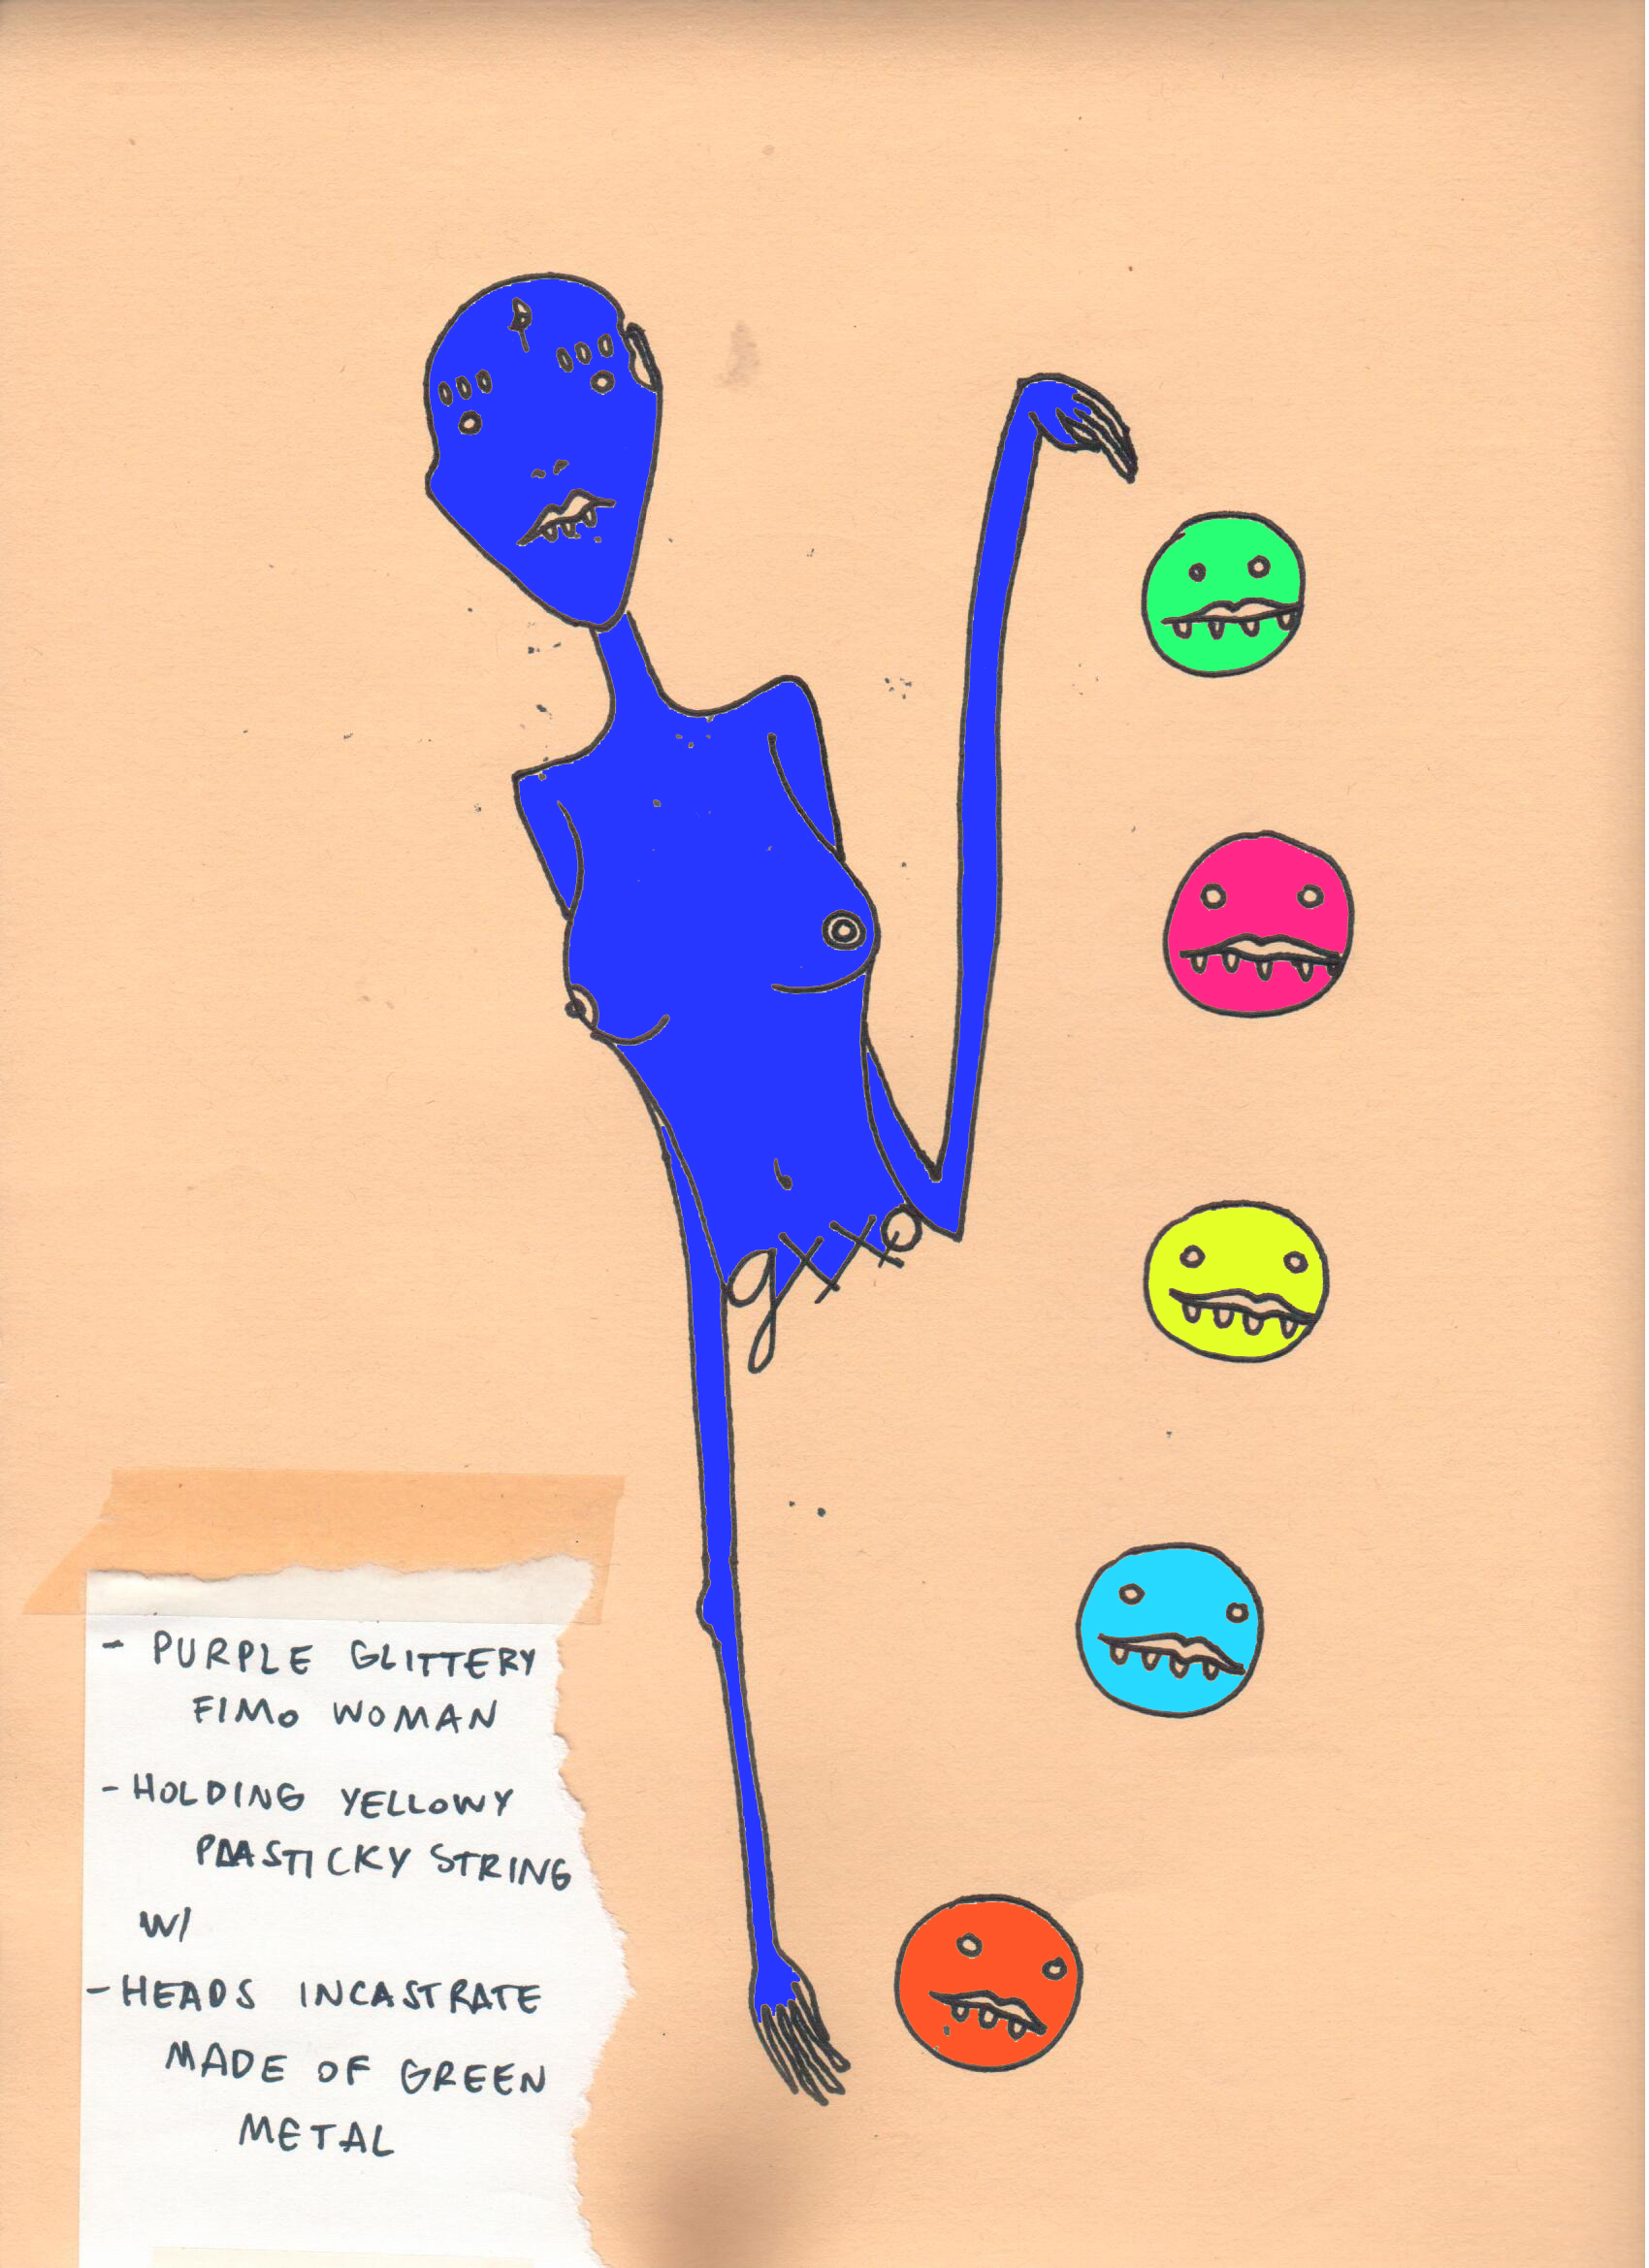 gxxo
- PURPLE GLITTERY
FIMO WOMAN
- HOLDING YELLOWY
PLASTICKY STRING
W/
- HEADS INCASTRATE
MADE OF GREEN
METAL